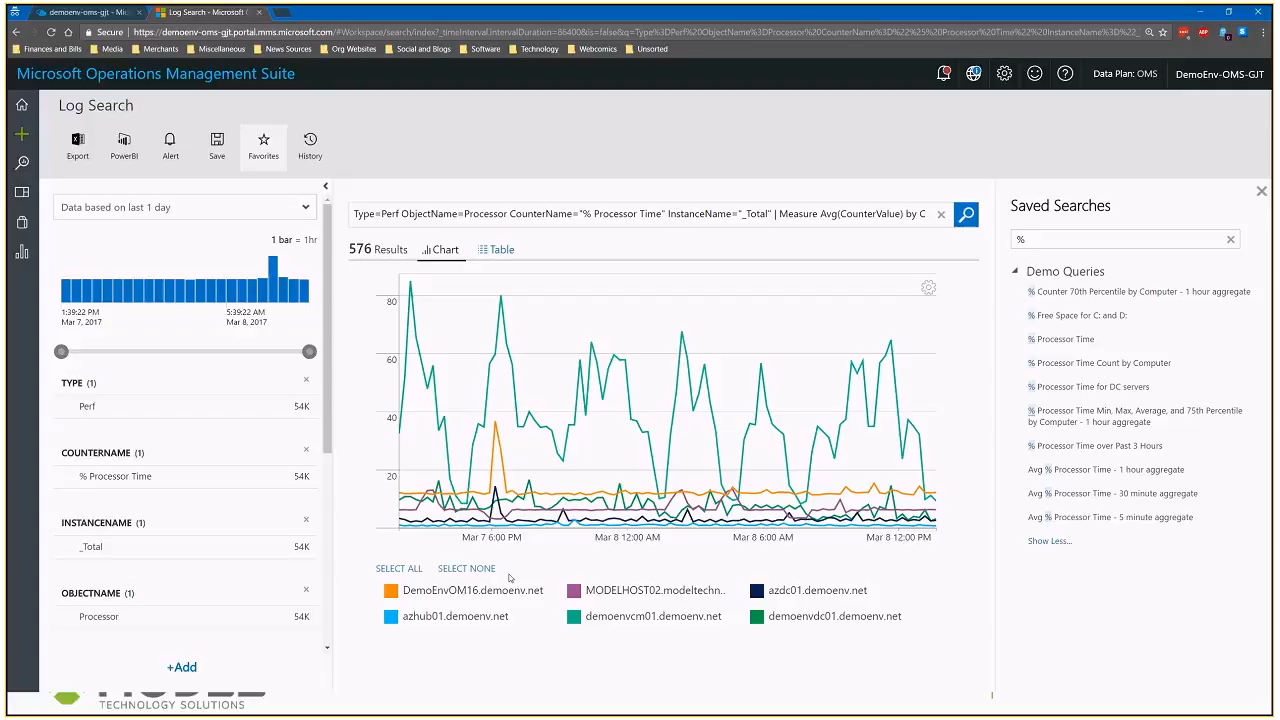 demoenv-oms-gjt - Mic
Log Search - Microsoft (
Secure
https://demoenv-oms-gjt.portal.mms.microsoft.com/#Workspace/search/index?_timeInterval.intervalDuration=86400&is=false&q=Type%3DPerf%20ObjectName%3DProcessor%20CounterName%3D%22%25%20Processor%20Time%22%20InstanceName%3D%22_
Finances and Bills
Media
Merchants
Miscellaneous
News Sources
Org Websites
Social and Blogs
Software
Technology
Webcomics
Unsorted
Microsoft Operations Management Suite
Data Plan: OMS
DemoEnv-OMS-GJT
Log Search
Export
PowerBI
Alert
Save
Favorites
History
Data based on last 1 day
1 bar = 1hr
1:39:22 PM
Mar 7, 2017
5:39:22 AM
Mar 8, 2017
TYPE (1)
Perf 54K
COUNTERNAME (1)
% Processor Time 54K
INSTANCENAME (1)
_Total 54K
OBJECTNAME (1)
Processor 54K
+Add
TECHNOLOGY SOLUTIONS
Type=Perf ObjectName=Processor CounterName="% Processor Time" InstanceName="_Total" | Measure Avg(CounterValue) by C
576 Results
Chart
Table
80
60
40
20
Mar 7 6:00 PM
Mar 8 12:00 AM
Mar 8 6:00 AM
Mar 8 12:00 PM
SELECT ALL
SELECT NONE
DemoEnvOM16.demoenv.net
MODELHOST02.modeltechn..
azdc01.demoenv.net
azhub01.demoenv.net
demoenvcm01.demoenv.net
demoenvdc01.demoenv.net
Saved Searches
%
Demo Queries
% Counter 70th Percentile by Computer - 1 hour aggregate
% Free Space for C: and D:
% Processor Time
% Processor Time Count by Computer
% Processor Time for DC servers
% Processor Time Min, Max, Average, and 75th Percentile
by Computer - 1 hour aggregate
% Processor Time over Past 3 Hours
Avg % Processor Time - 1 hour aggregate
Avg % Processor Time - 30 minute aggregate
Avg % Processor Time - 5 minute aggregate
Show Less...